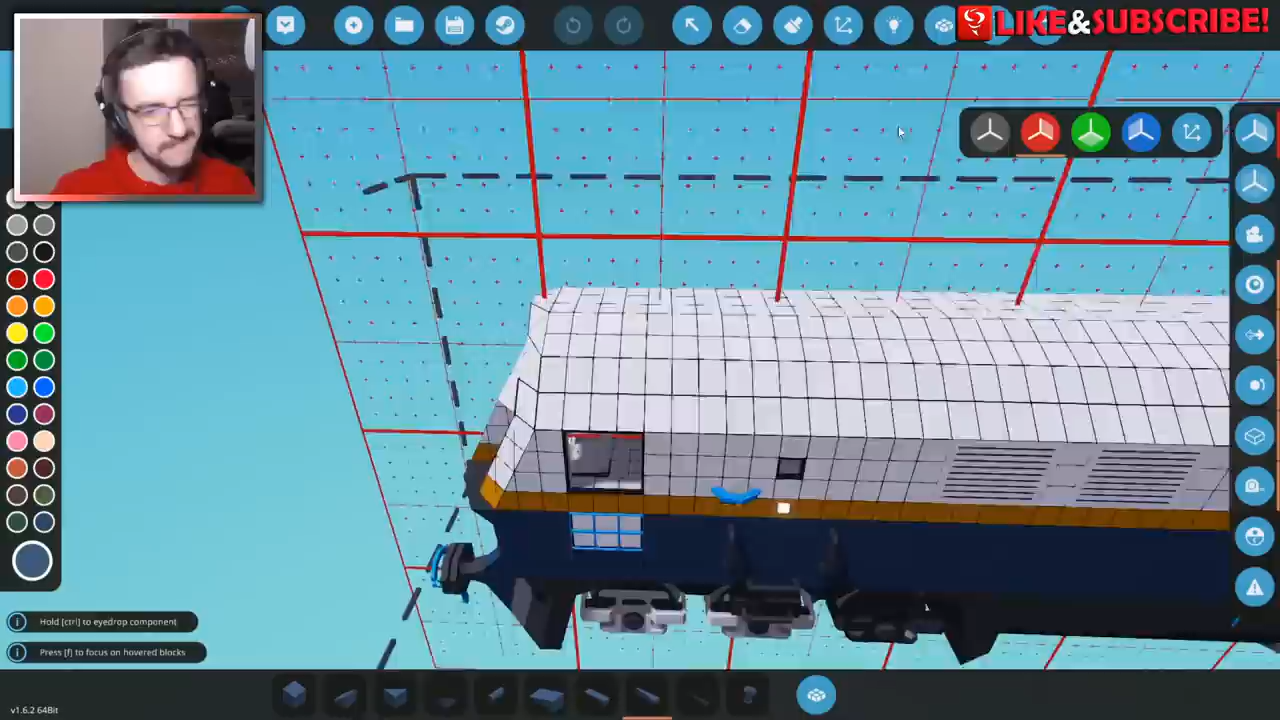 LIKE&SUBSCRIBE!
Hold [ctrl] to eyedrop component
Press [f] to focus on hovered blocks
v1.6.2 64Bit